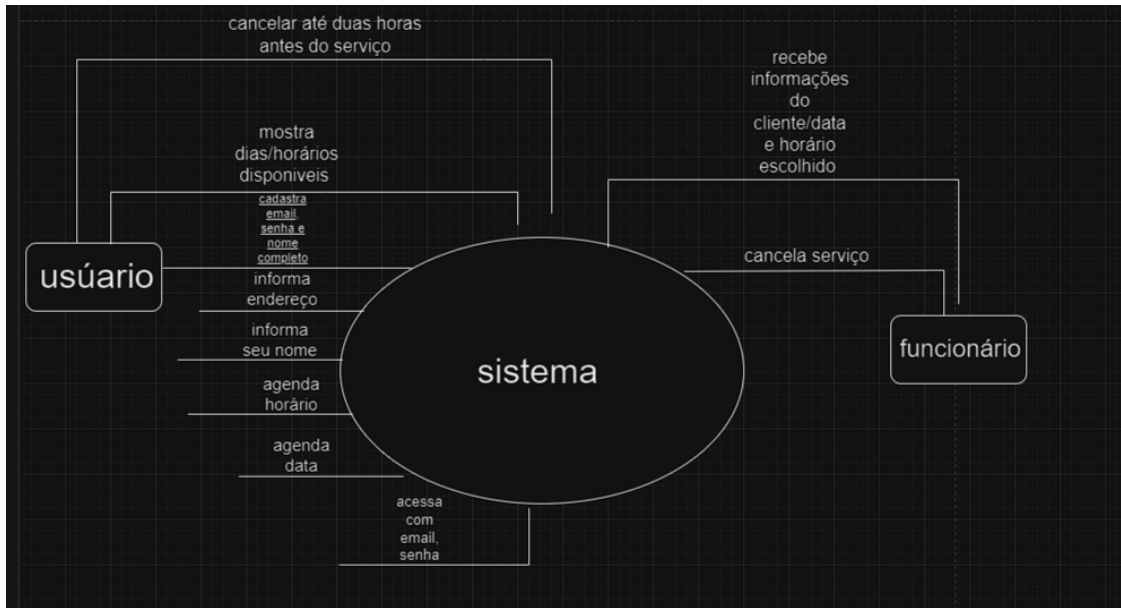 cancelar até duas horas
antes do serviço
recebe
informações
do
cliente/data
e horário
escolhido
mostra
dias/horários
disponiveis
cadastra
email,
senha e
nome
completo
usúario
informa
endereço
informa
seu nome
agenda
horário
agenda
data
acessa
com
email,
senha
sistema
cancela serviço
funcionário